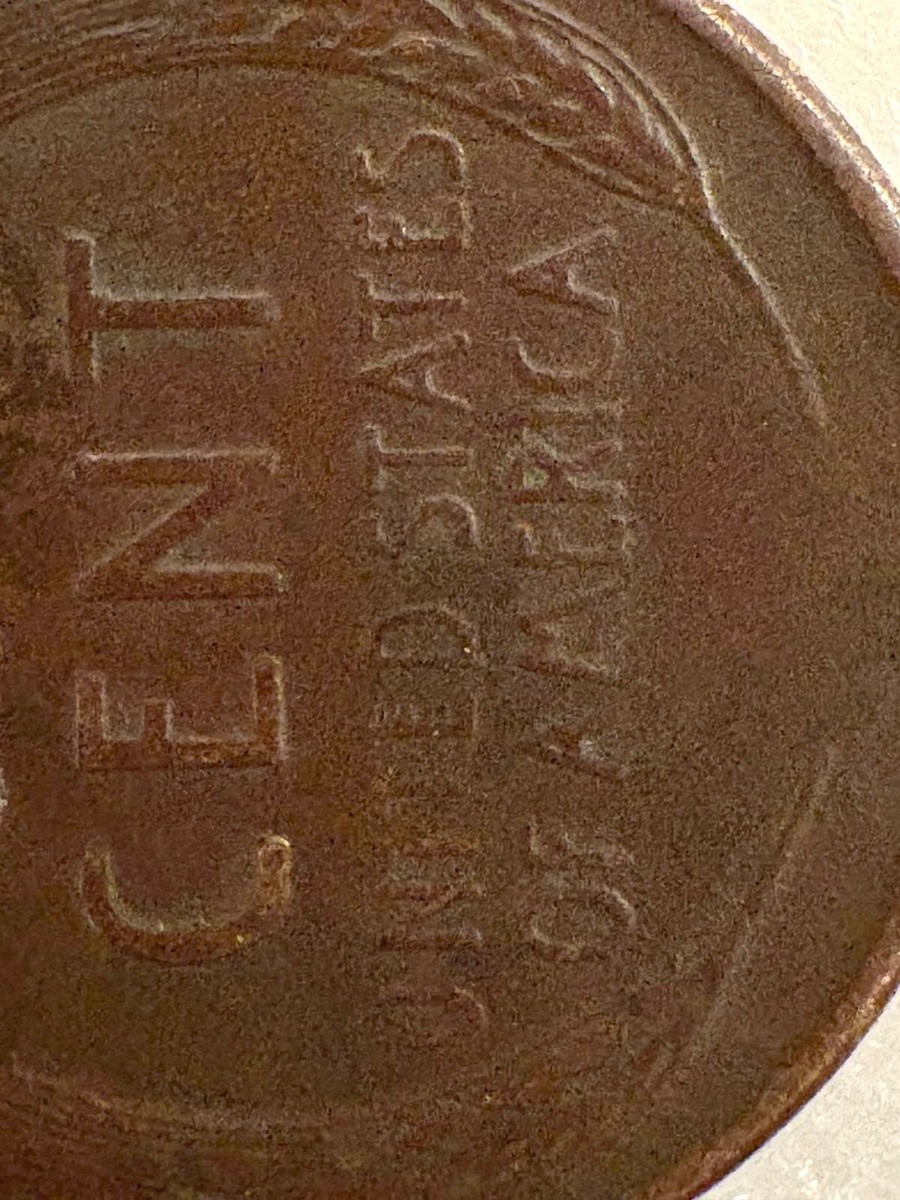 CENT
UNITED STATES
OF AMERICA